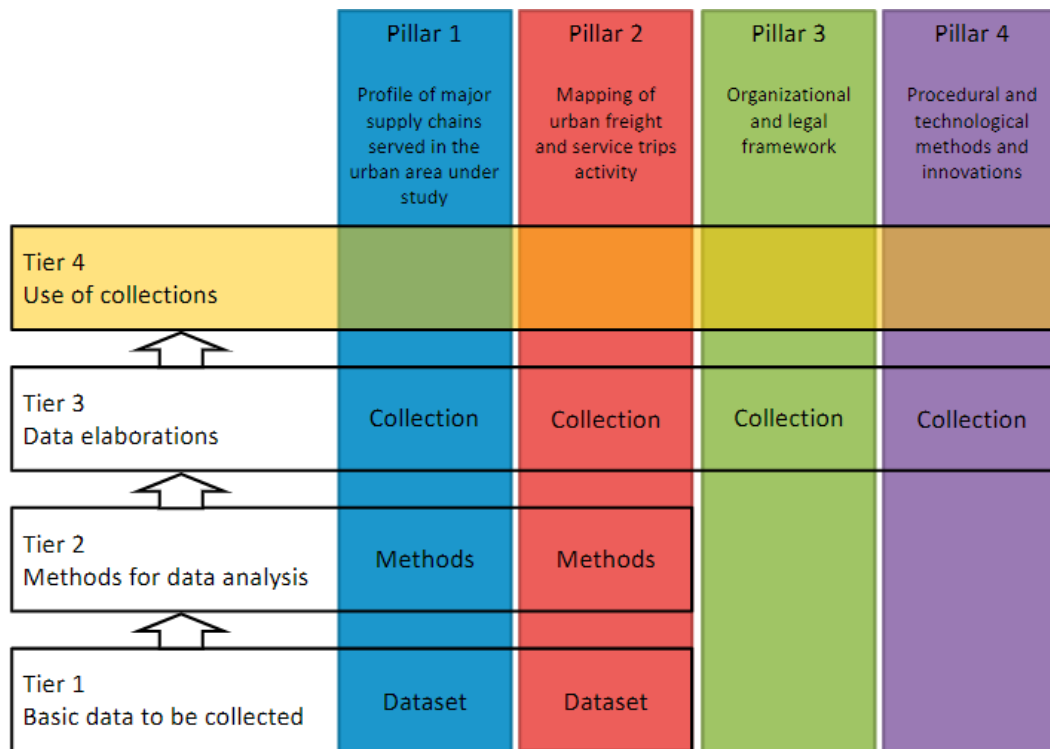 Pillar 1
Pillar 2
Pillar 3
Pillar 4
Profile of major
supply chains
served in the
urban area under
study
Mapping of
urban freight
and service trips
activity
Organizational
and legal
framework
Procedural and
technological
methods and
innovations
Tier 4
Use of collections
Tier 3
Data elaborations
Collection
Collection
Collection
Collection
Tier 2
Methods for data analysis
Methods
Methods
Tier 1
Basic data to be collected
Dataset
Dataset